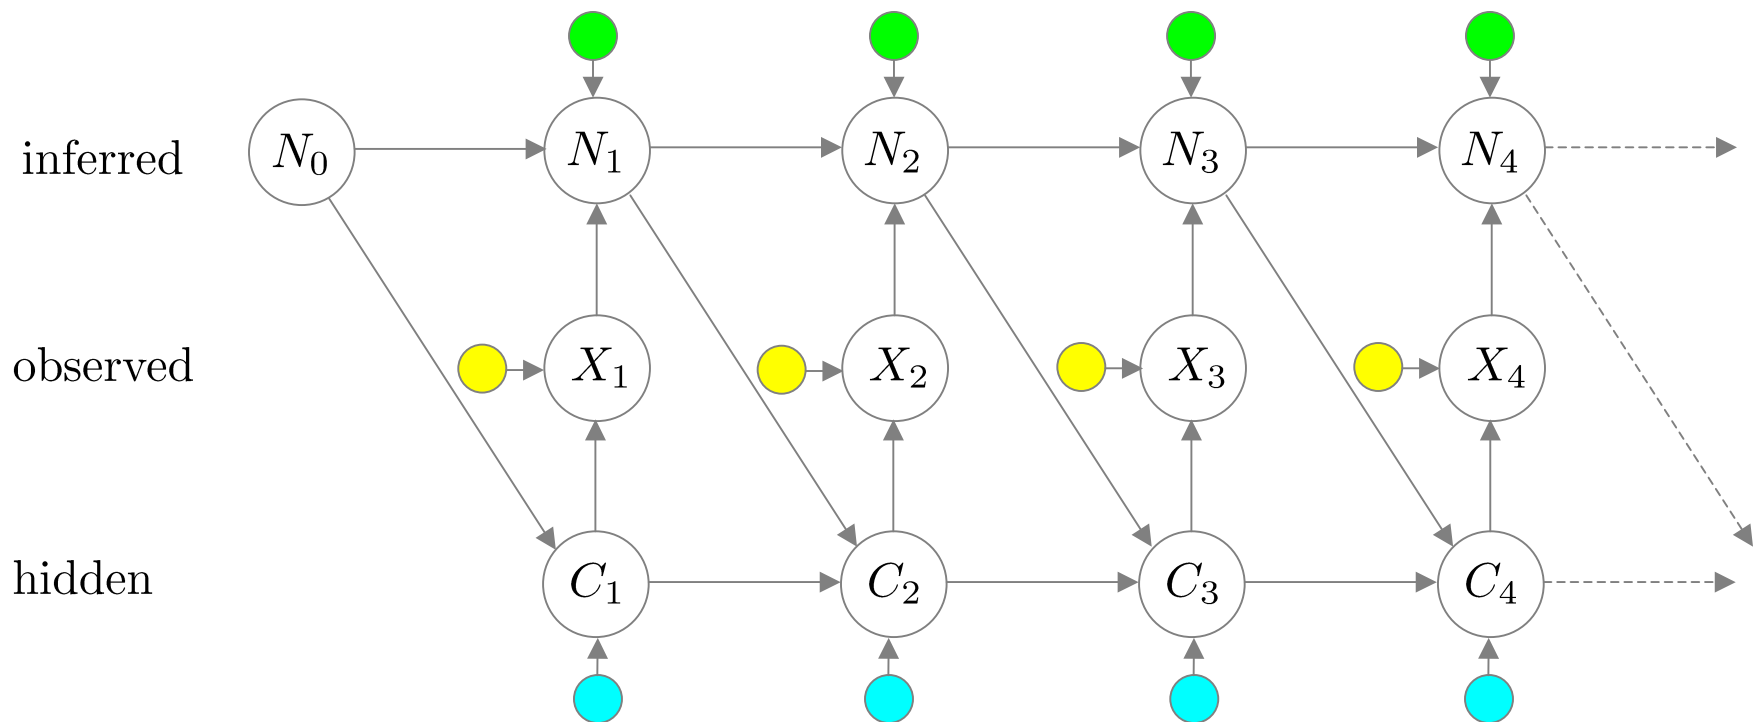 inferred N₀ N₁ N₂ N₃ N₄
observed X₁ X₂ X₃ X₄
hidden C₁ C₂ C₃ C₄